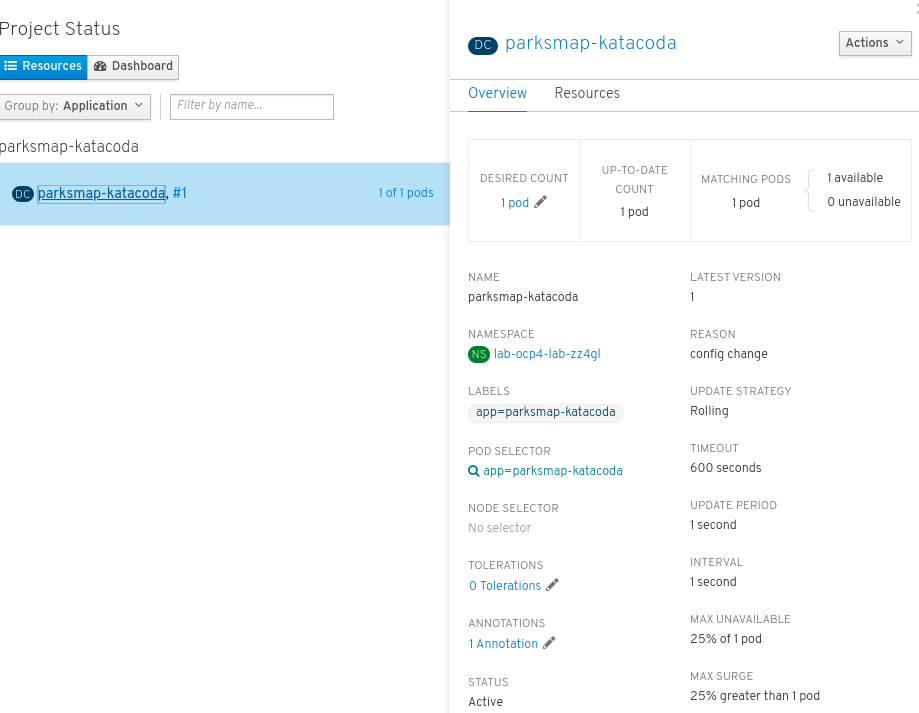 Project Status
Resources Dashboard
Group by: Application Filter by name...
parksmap-katacoda
DC parksmap-katacoda, #1 1 of 1 pods
DC parksmap-katacoda
Actions
Overview Resources
DESIRED COUNT
1 pod
UP-TO-DATE
COUNT
1 pod
MATCHING PODS
1 pod
1 available
0 unavailable
NAME
parksmap-katacoda
NAMESPACE
NS lab-ocp4-lab-zz4gl
LABELS
app=parksmap-katacoda
POD SELECTOR
app=parksmap-katacoda
NODE SELECTOR
No selector
TOLERATIONS
0 Tolerations
ANNOTATIONS
1 Annotation
STATUS
Active
LATEST VERSION
1
REASON
config change
UPDATE STRATEGY
Rolling
TIMEOUT
600 seconds
UPDATE PERIOD
1 second
INTERVAL
1 second
MAX UNAVAILABLE
25% of 1 pod
MAX SURGE
25% greater than 1 pod